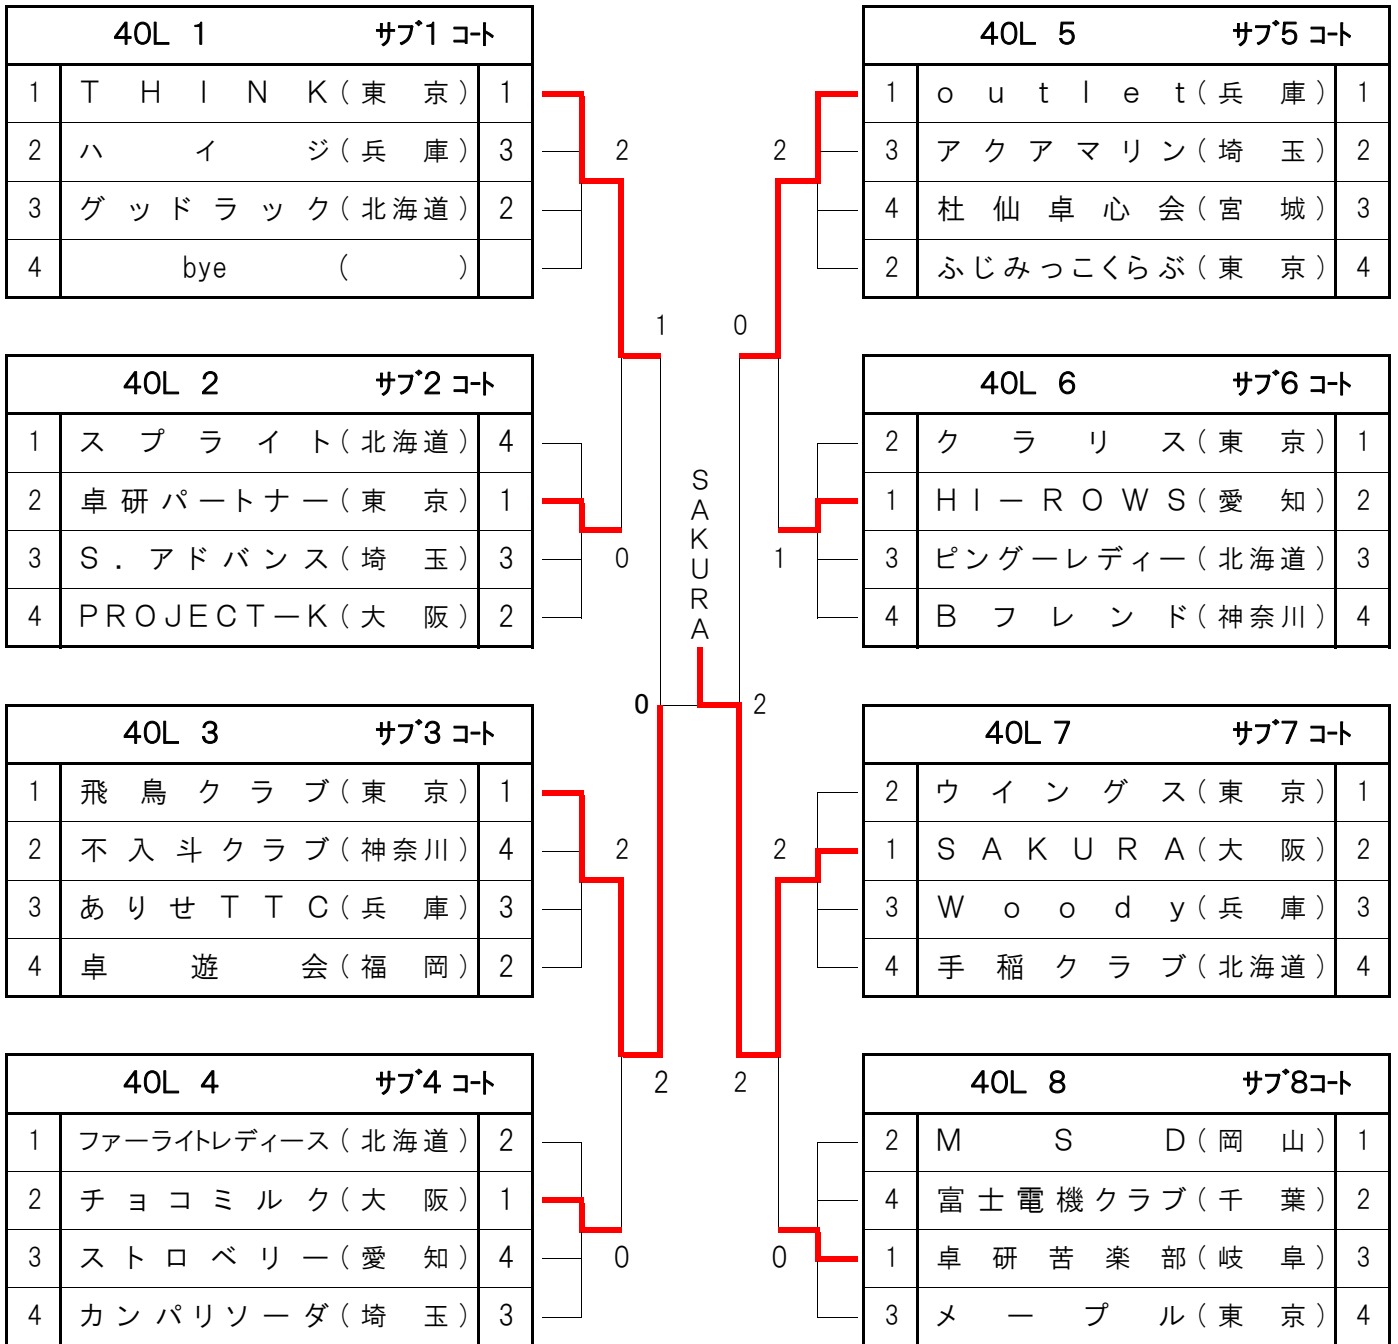 40L 1 サブ1 コート
1 THINK(東 京) 1
2 ハイジ(兵 庫) 3
3 グッドラック(北海道) 2
4 bye ( )
40L 2 サブ2 コート
1 スプライト(北海道) 4
2 卓研パートナー(東 京) 1
3 S.アドバンス(埼 玉) 3
4 PROJECT-K(大 阪) 2
40L 3 サブ3 コート
1 飛鳥クラブ(東 京) 1
2 不入斗クラブ(神奈川) 4
3 ありせTTC(兵 庫) 3
4 卓遊会(福 岡) 2
40L 4 サブ4 コート
1 ファーライトレディース(北海道) 2
2 チョコミルク(大 阪) 1
3 ストロベリー(愛 知) 4
4 カンパリソーダ(埼 玉) 3
2
1
0
0
2
2
0
SAKURA
2
0
1
2
2
2
0
40L 5 サブ5 コート
1 outlet(兵 庫) 1
3 アクアマリン(埼 玉) 2
4 杜仙卓心会(宮 城) 3
2 ふじみっこくらぶ(東 京) 4
40L 6 サブ6 コート
2 クラリス(東 京) 1
1 HI-ROWS(愛 知) 2
3 ピングーレディー(北海道) 3
4 Bフレンド(神奈川) 4
40L 7 サブ7 コート
2 ウイングス(東 京) 1
1 SAKURA(大 阪) 2
3 Woody(兵 庫) 3
4 手稲クラブ(北海道) 4
40L 8 サブ8コート
2 MSD(岡 山) 1
4 富士電機クラブ(千 葉) 2
1 卓研苦楽部(岐 阜) 3
3 メープル(東 京) 4